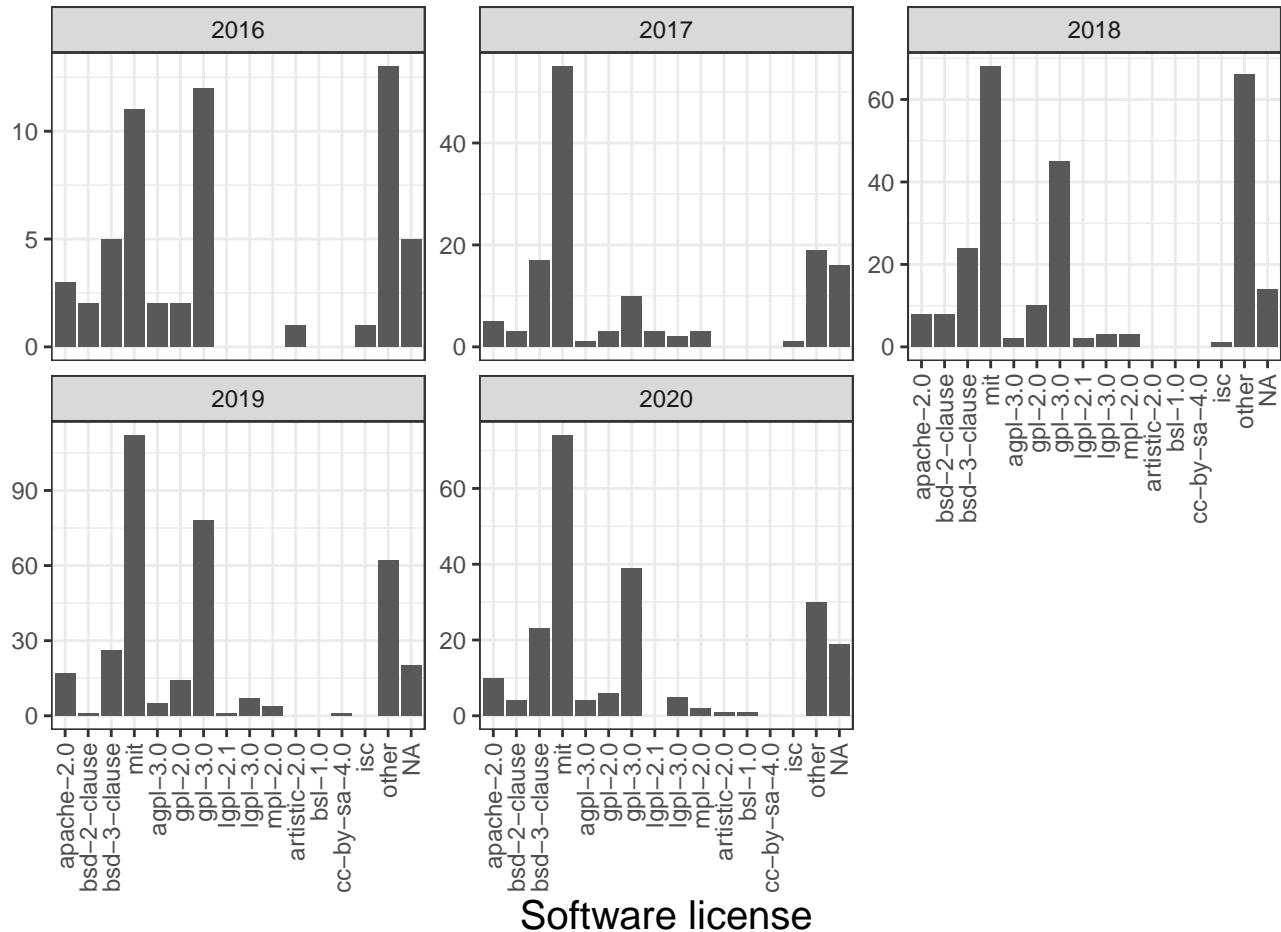 2016
2017
2018
10
5
0
40
20
0
60
40
20
0
apache−2.0
bsd−2−clause
bsd−3−clause
mit
agpl−3.0
gpl−2.0
gpl−3.0
lgpl−2.1
lgpl−3.0
mpl−2.0
artistic−2.0
bsl−1.0
cc−by−sa−4.0
isc
other
NA
2019
2020
90
60
30
0
60
40
20
0
apache−2.0
bsd−2−clause
bsd−3−clause
mit
agpl−3.0
gpl−2.0
gpl−3.0
lgpl−2.1
lgpl−3.0
mpl−2.0
artistic−2.0
bsl−1.0
cc−by−sa−4.0
isc
other
NA
apache−2.0
bsd−2−clause
bsd−3−clause
mit
agpl−3.0
gpl−2.0
gpl−3.0
lgpl−2.1
lgpl−3.0
mpl−2.0
artistic−2.0
bsl−1.0
cc−by−sa−4.0
isc
other
NA
Software license